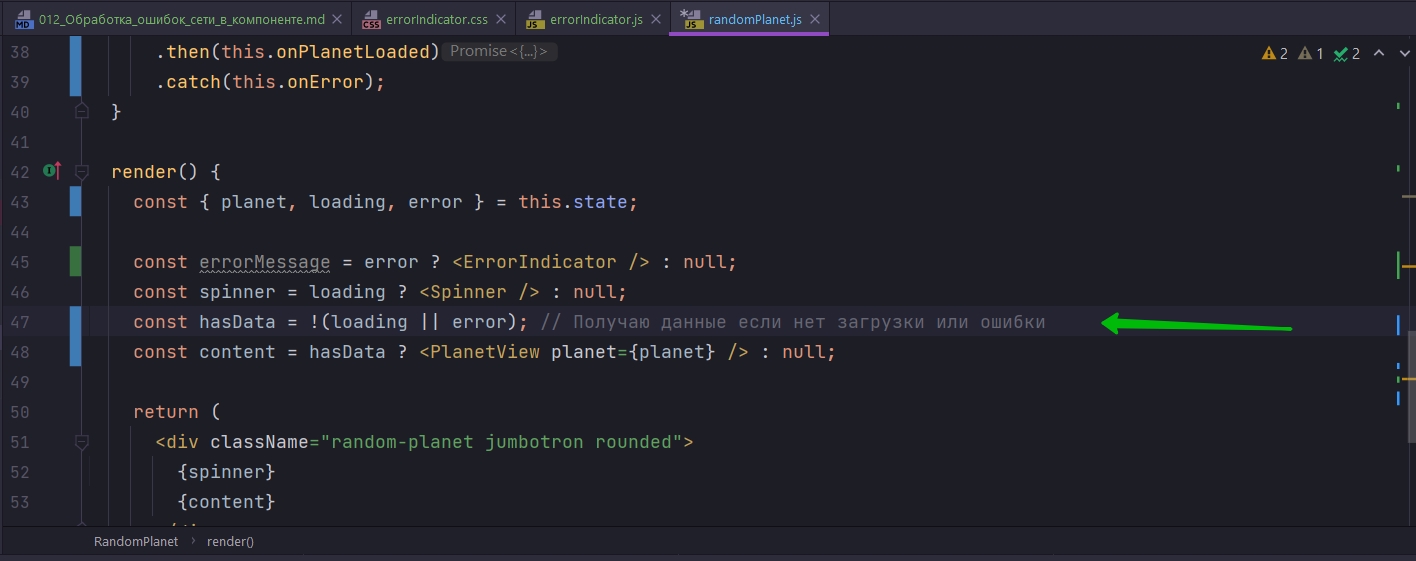 012_Обработка_ошибок_сети_в_компоненте.md errorIndicator.css errorIndicator.js randomPlanet.js
38 .then(this.onPlanetLoaded) Promise<{...}>
2 1 2
39 .catch(this.onError);
40 }
41
42 render() {
43 const { planet, loading, error } = this.state;
44
45 const errorMessage = error ? <ErrorIndicator /> : null;
46 const spinner = loading ? <Spinner /> : null;
47 const hasData = !(loading || error); // Получаю данные если нет загрузки или ошибки
48 const content = hasData ? <PlanetView planet={planet} /> : null;
49
50 return (
51 <div className="random-planet jumbotron rounded">
52 {spinner}
53 {content}
RandomPlanet › render()